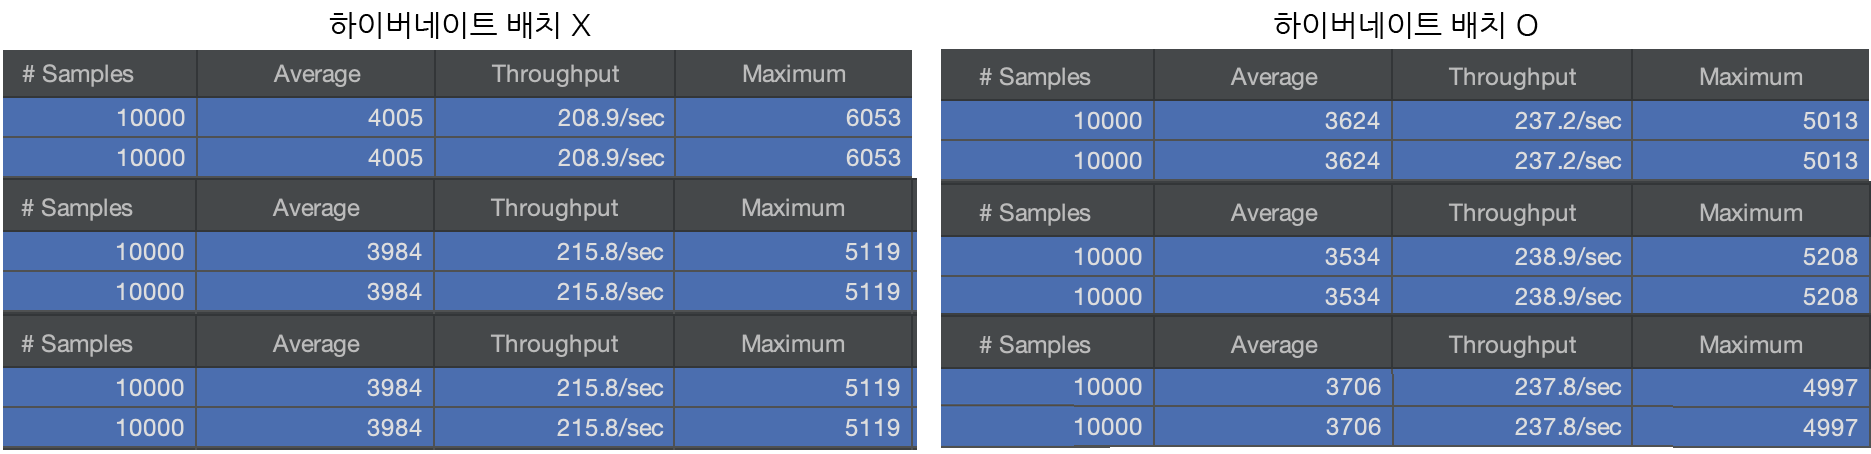 하이버네이트 배치 X
# Samples Average Throughput Maximum
10000 4005 208.9/sec 6053
10000 4005 208.9/sec 6053
# Samples Average Throughput Maximum
10000 3984 215.8/sec 5119
10000 3984 215.8/sec 5119
# Samples Average Throughput Maximum
10000 3984 215.8/sec 5119
10000 3984 215.8/sec 5119
하이버네이트 배치 O
# Samples Average Throughput Maximum
10000 3624 237.2/sec 5013
10000 3624 237.2/sec 5013
# Samples Average Throughput Maximum
10000 3534 238.9/sec 5208
10000 3534 238.9/sec 5208
# Samples Average Throughput Maximum
10000 3706 237.8/sec 4997
10000 3706 237.8/sec 4997